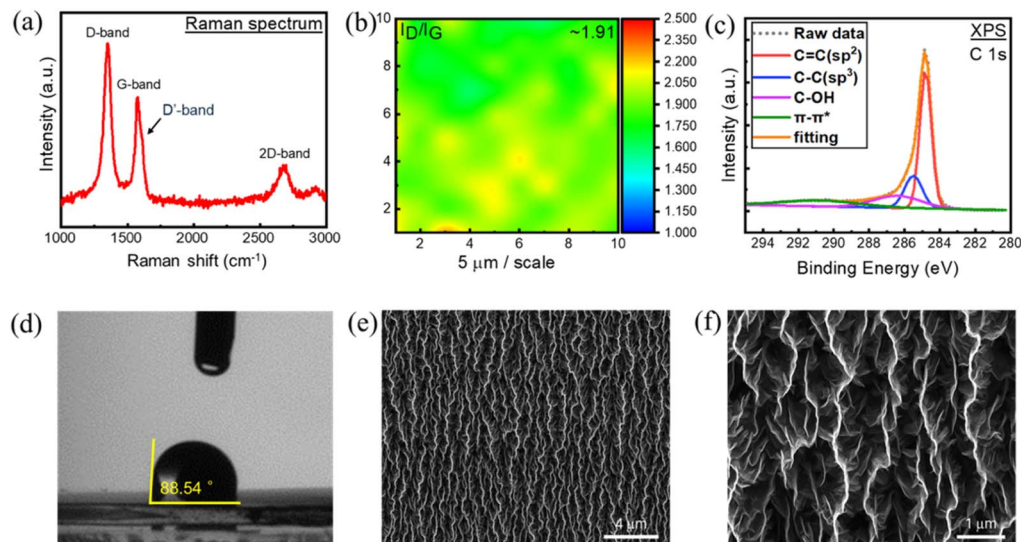 (a)
Raman spectrum
D-band
G-band
D'-band
2D-band
Intensity (a.u.)
1000 1500 2000 2500 3000
Raman shift (cm-1)
(b)
ID/IG
~1.91
10
8
6
4
2
2 4 6 8 10
5 μm / scale
2.500
2.350
2.200
2.050
1.900
1.750
1.600
1.450
1.300
1.150
1.000
(c)
XPS
C 1s
Raw data
C=C(sp2)
C-C(sp3)
C-OH
π-π*
fitting
Intensity (a.u.)
294 292 290 288 286 284 282 280
Binding Energy (eV)
(d)
88.54 °
(e)
4 μm
(f)
1 μm